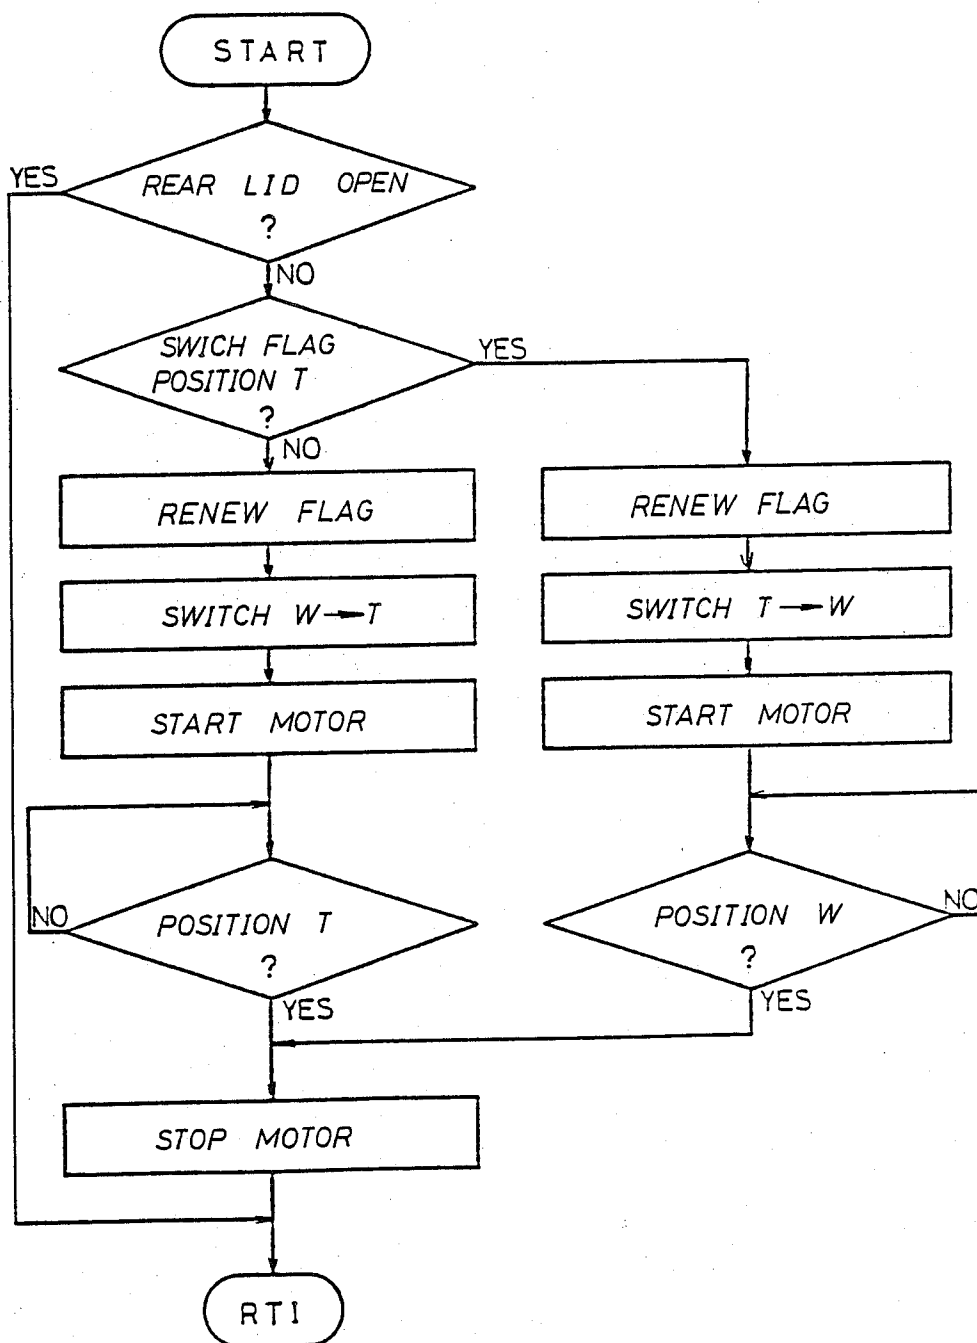 START
YES
REAR LID OPEN
?
NO
SWICH FLAG
POSITION T
?
YES
NO
RENEW FLAG
RENEW FLAG
SWITCH W→T
SWITCH T→W
START MOTOR
START MOTOR
NO
POSITION T
?
YES
POSITION W
?
NO
YES
STOP MOTOR
RTI